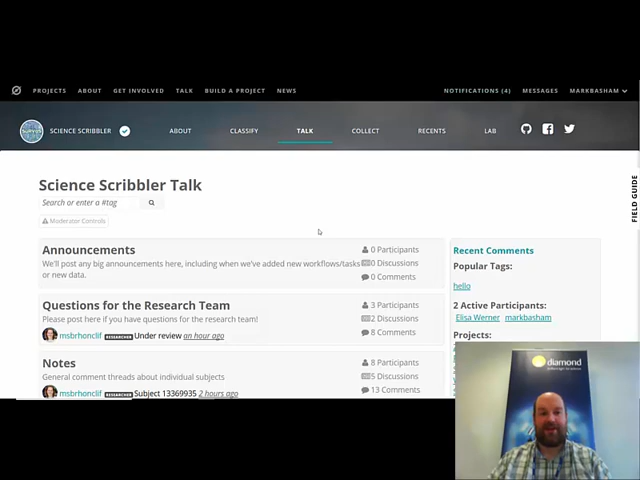 PROJECTS ABOUT GET INVOLVED TALK BUILD A PROJECT NEWS NOTIFICATIONS (4) MESSAGES MARKBASHAM
SCIENCE SCRIBBLER ABOUT CLASSIFY TALK COLLECT RECENTS LAB
FIELD GUIDE
Science Scribbler Talk
Search or enter a #tag
Moderator Controls
Announcements
We'll post any big announcements here, including when we've added new workflows/tasks
or new data.
0 Participants
0 Discussions
0 Comments
Questions for the Research Team
Please post here if you have questions for the research team!
msbrhonclif RESEARCHER Under review an hour ago
3 Participants
2 Discussions
8 Comments
Notes
General comment threads about individual subjects
msbrhonclif RESEARCHER Subject 13369935 2 hours ago
8 Participants
5 Discussions
13 Comments
Recent Comments
Popular Tags:
hello
2 Active Participants:
Elisa Werner markbasham
Projects:
diamond